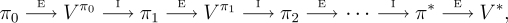 π₀ —E→ V^π₀ —I→ π₁ —E→ V^π₁ —I→ π₂ —E→ ⋯ —I→ π* —E→ V*,